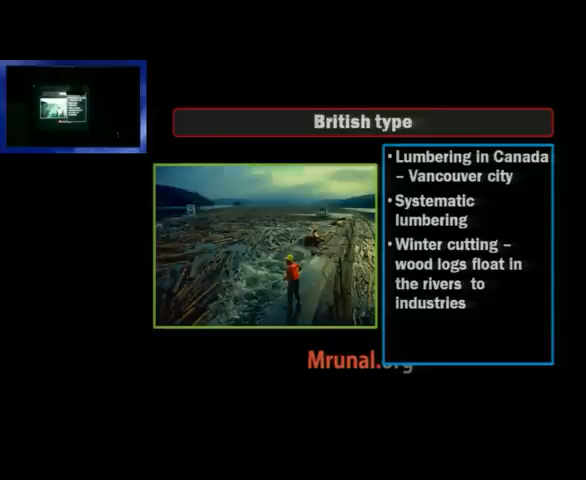 British type
• Lumbering in Canada
– Vancouver city
• Systematic
lumbering
• Winter cutting –
wood logs float in
the rivers to
industries
Mrunal.org